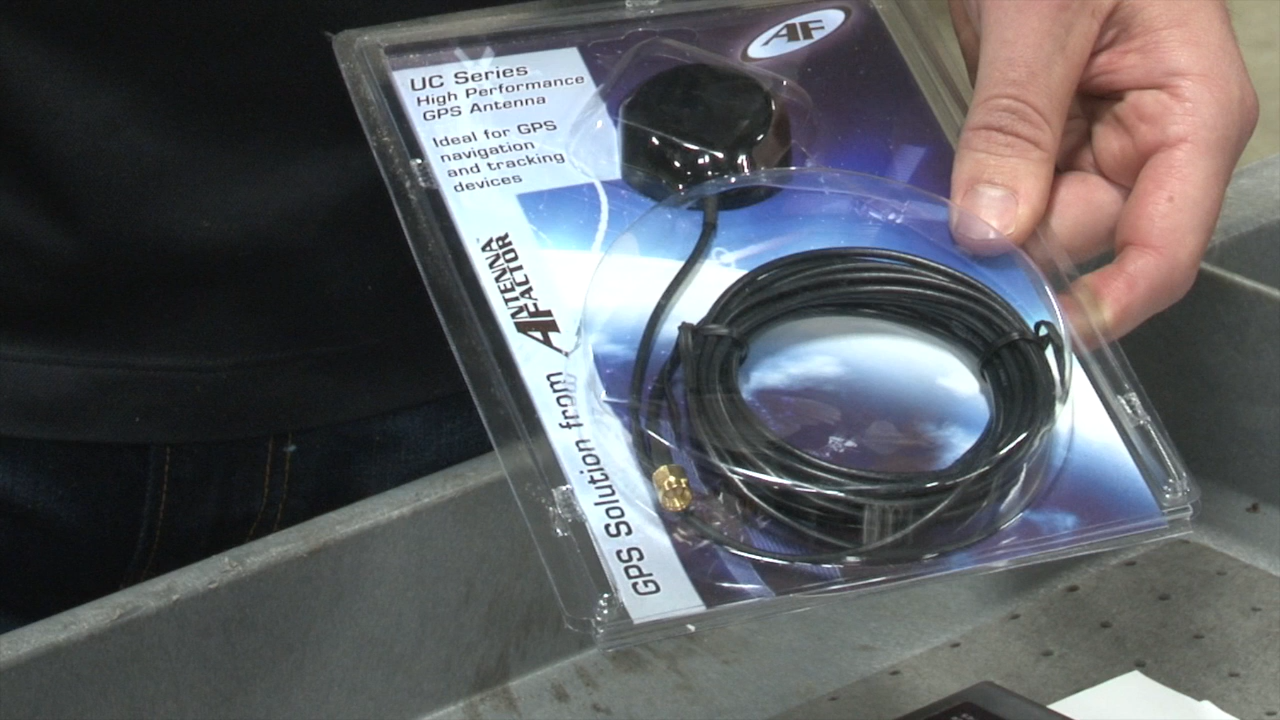 AF
UC Series
High Performance
GPS Antenna
Ideal for GPS
navigation
and tracking
devices
GPS Solution from
ANTENNA
FACTOR